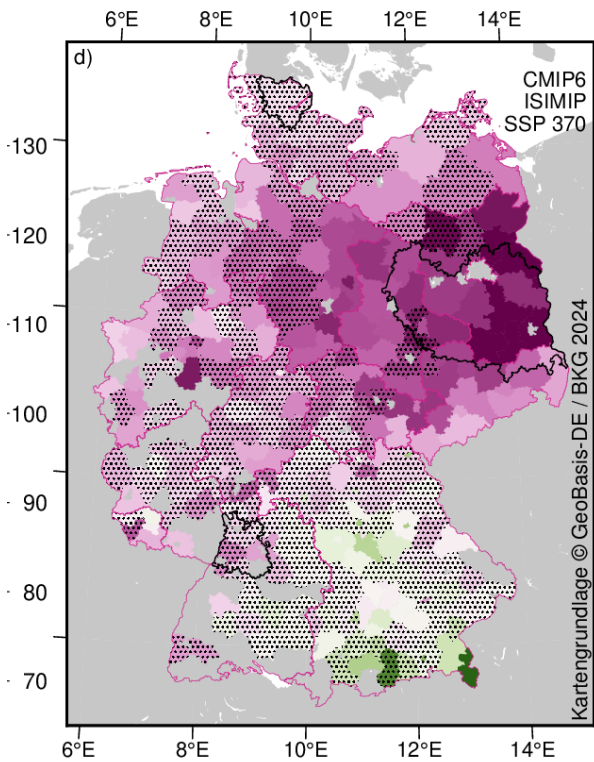 6°E 8°E 10°E 12°E 14°E
d)
CMIP6
ISIMIP
SSP 370
·130
·120
·110
·100
90
80
70
Kartengrundlage © GeoBasis-DE / BKG 2024
6°E 8°E 10°E 12°E 14°E